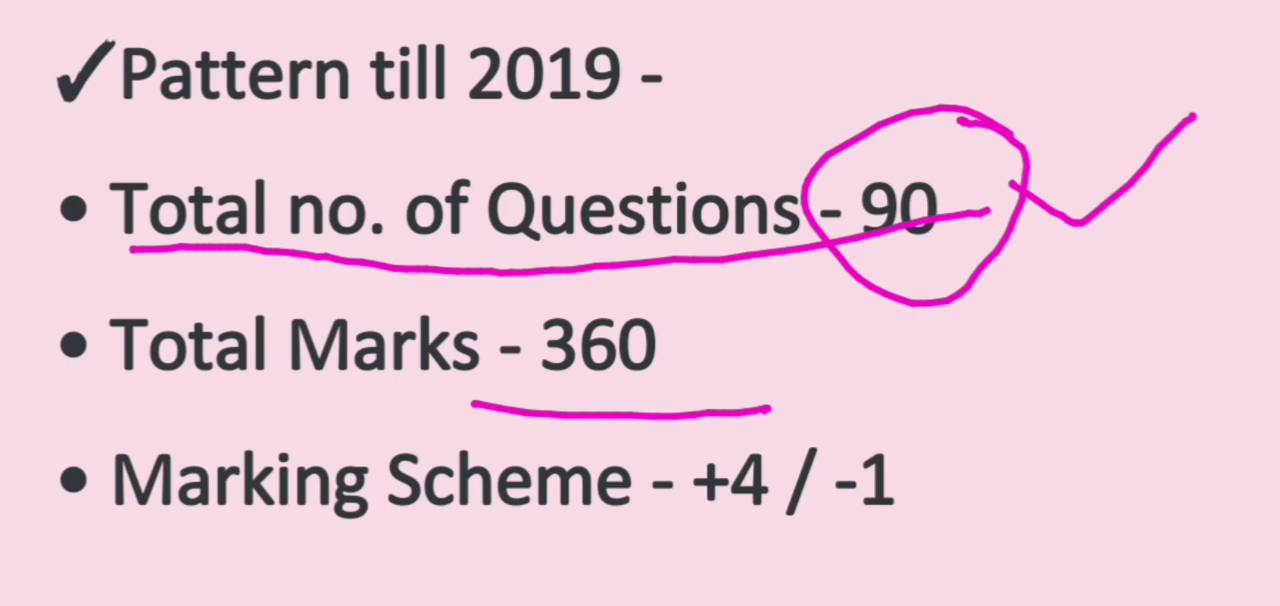 ✓Pattern till 2019 -
• Total no. of Questions - 90
• Total Marks - 360
• Marking Scheme - +4 / -1